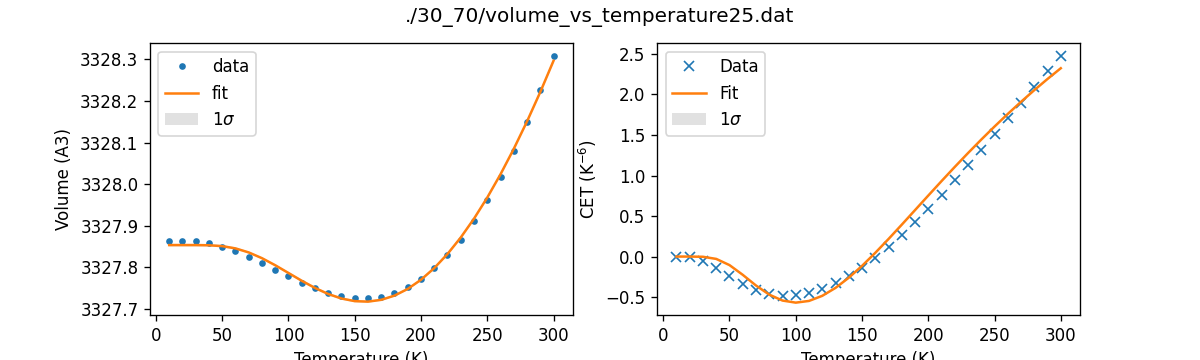 ./30_70/volume_vs_temperature25.dat
3328.3
3328.2
3328.1
3328.0
3327.9
3327.8
3327.7
Volume (A3)
data
fit
1σ
0 50 100 150 200 250 300
Temperature (K)
2.5
2.0
1.5
1.0
0.5
0.0
−0.5
CET (K⁻⁶)
Data
Fit
1σ
0 50 100 150 200 250 300
Temperature (K)